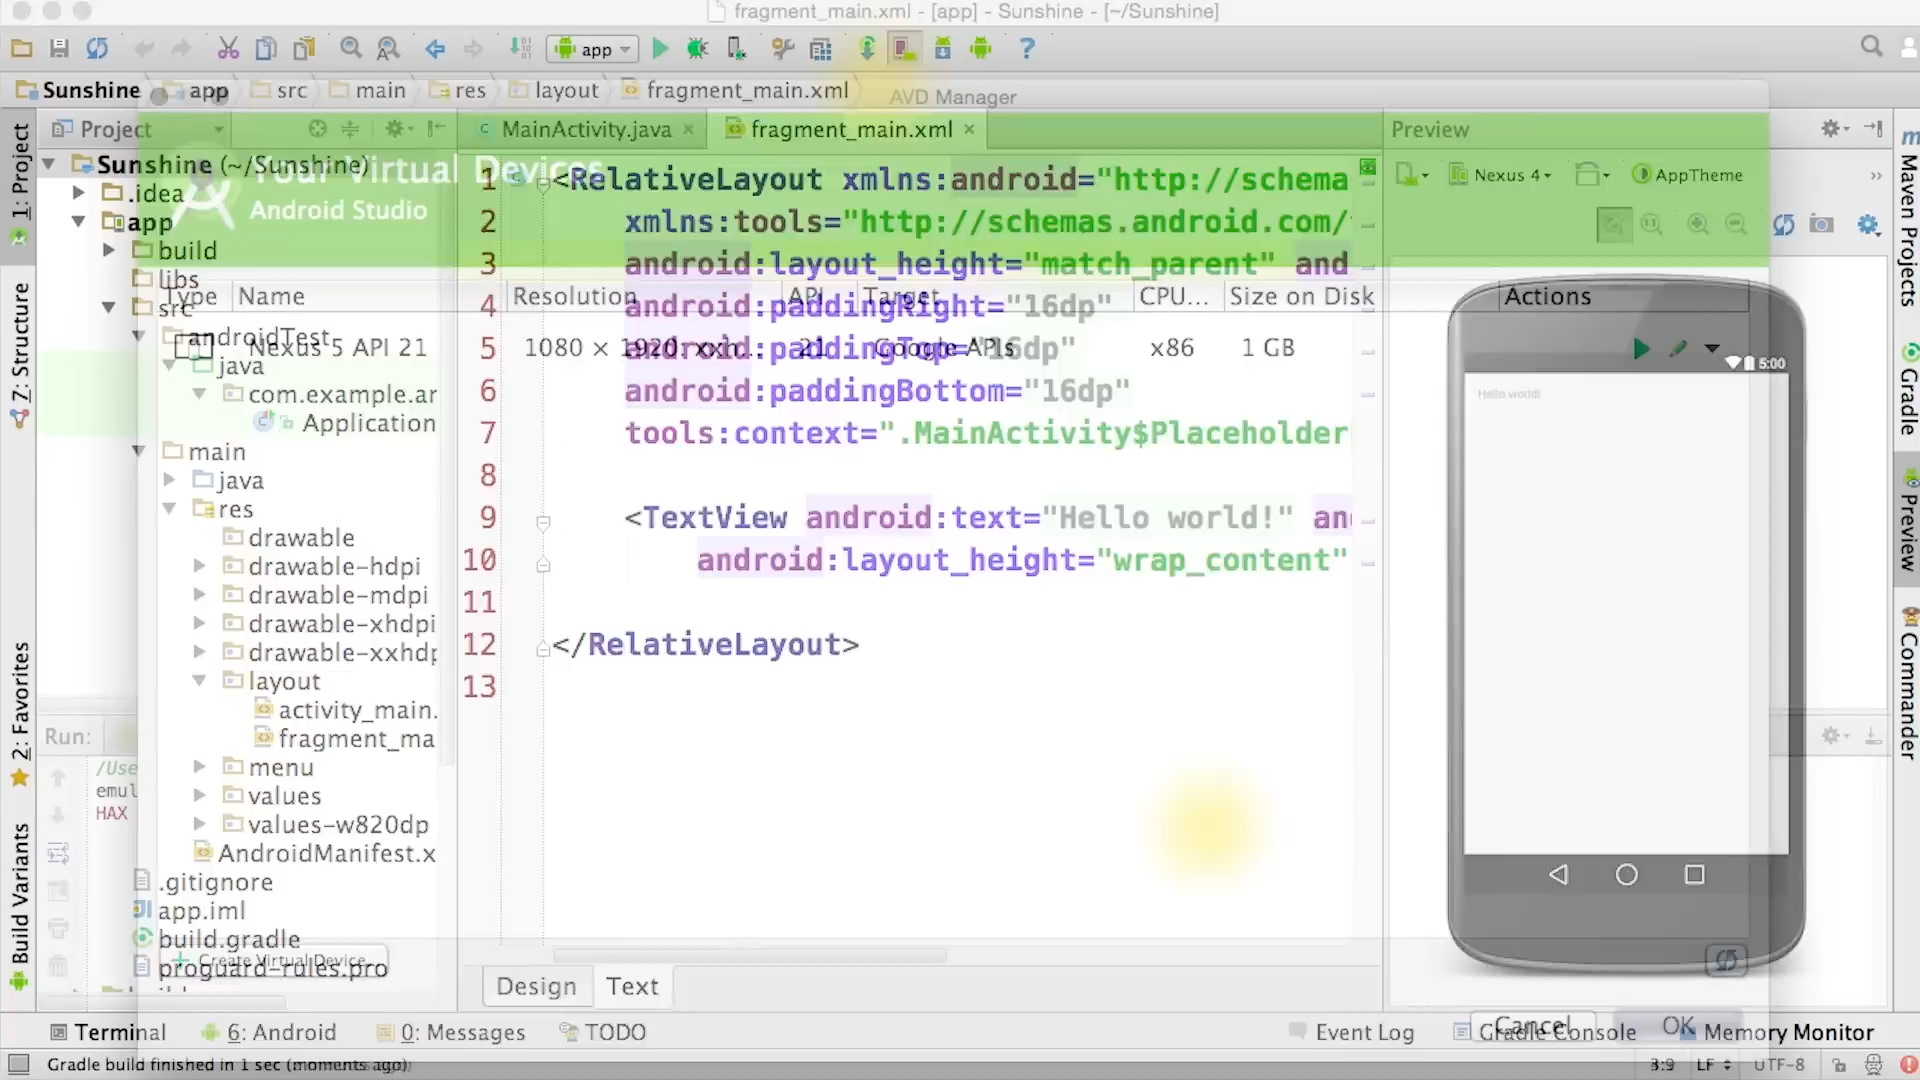 fragment_main.xml - [app] - Sunshine - [~/Sunshine]
app
Sunshine app src main res layout fragment_main.xml
AVD Manager
Project
MainActivity.java
fragment_main.xml
Preview
Your Virtual Devices
Android Studio
Nexus 4
AppTheme
Type Name Resolution API Target CPU... Size on Disk Actions
Nexus 5 API 21 1080 × 1920: xxh... 21 Google APIs x86 1 GB
Sunshine (~/Sunshine)
.idea
app
build
libs
src
androidTest
java
com.example.ar
Application
main
java
res
drawable
drawable-hdpi
drawable-mdpi
drawable-xhdpi
drawable-xxhdp
layout
activity_main.
fragment_ma
menu
values
values-w820dp
AndroidManifest.x
.gitignore
app.iml
build.gradle
proguard-rules.pro
Create Virtual Device...
1 <RelativeLayout xmlns:android="http://schema
2 xmlns:tools="http://schemas.android.com/
3 android:layout_height="match_parent" and
4 android:paddingRight="16dp"
5 android:paddingTop="16dp"
6 android:paddingBottom="16dp"
7 tools:context=".MainActivity$Placeholder
8
9 <TextView android:text="Hello world!" an
10 android:layout_height="wrap_content"
11
12 </RelativeLayout>
13
5:00
Hello world!
1: Project
7: Structure
2: Favorites
Build Variants
Maven Projects
Gradle
Preview
Commander
Run:
/Use
emul
HAX
Design Text
Cancel OK
Terminal 6: Android 0: Messages TODO Event Log Gradle Console Memory Monitor
Gradle build finished in 1 sec (moments ago)
3:9 LF UTF-8